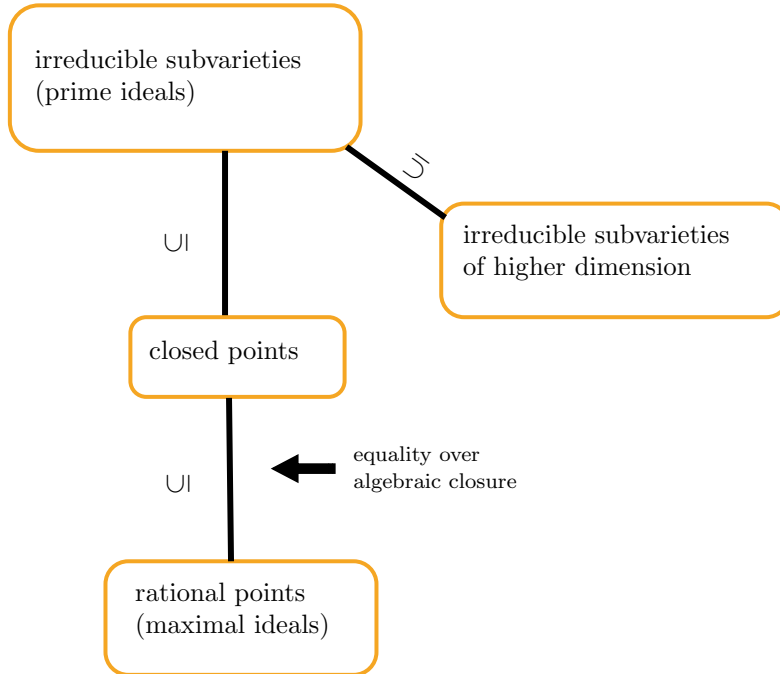 irreducible subvarieties
(prime ideals)
⊆
⊆
irreducible subvarieties
of higher dimension
closed points
⊆
equality over
algebraic closure
rational points
(maximal ideals)